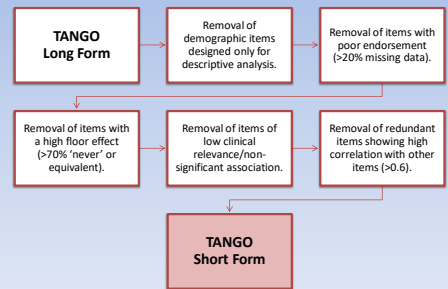 TANGO
Long Form
Removal of
demographic items
designed only for
descriptive analysis.
Removal of items with
poor endorsement
(>20% missing data).
Removal of items with
a high floor effect
(>70% ‘never’ or
equivalent).
Removal of items of
low clinical
relevance/non-
significant association.
Removal of redundant
items showing high
correlation with other
items (>0.6).
TANGO
Short Form